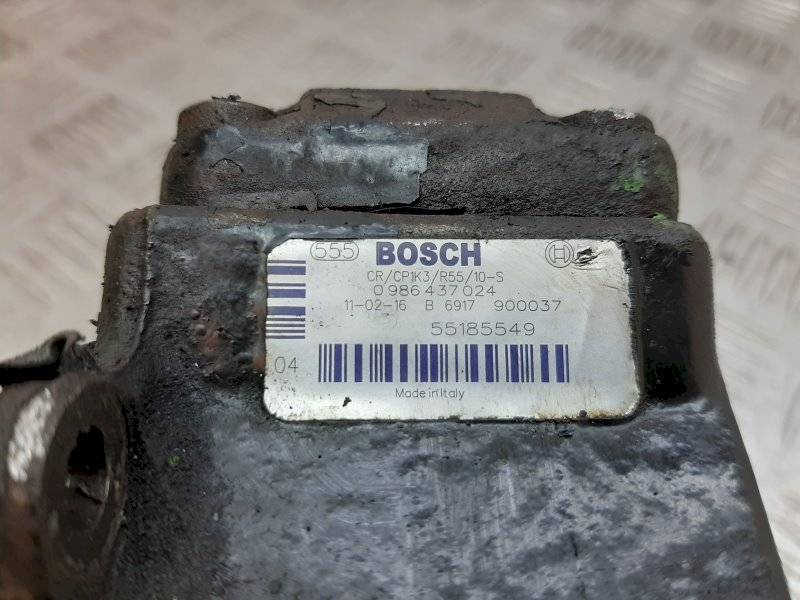 555 BOSCH
CR/CP1K3/R55/10-S
0 986 437 024
11-02-16 B 6917 900037
55185549
04
Made in Italy